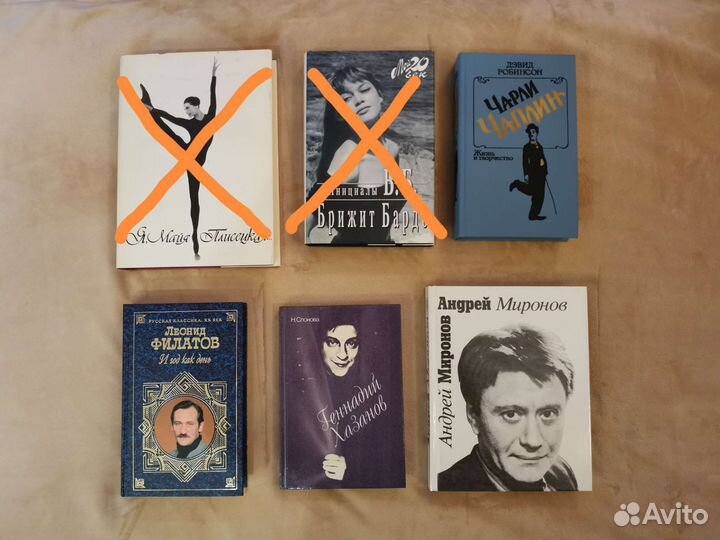 Я, Майя Плисецкая...
Мой 20
век
Инициалы Б.Б.
Брижит Бардо
ДЭВИД
РОБИНСОН
ЧАРЛИ
ЧАПЛИН
Жизнь
и творчество
РУССКАЯ КЛАССИКА. XX ВЕК
Леонид
ФИЛАТОВ
И год как день
Н.Слонова
Геннадий
Хазанов
Андрей Миронов
Андрей Миронов
Avito